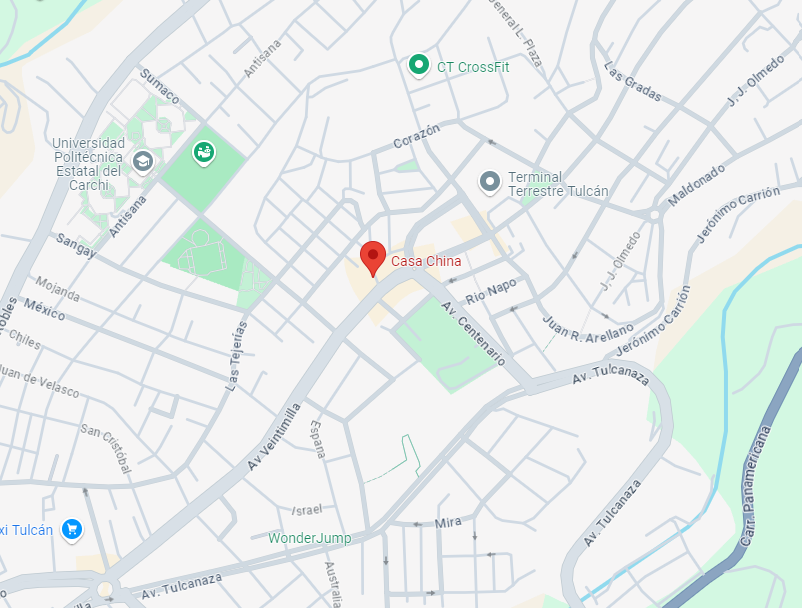 General L. Plaza
Antisana
CT CrossFit
Sumaco
Las Gradas
J. J. Olmedo
Corazón
Universidad
Politécnica
Estatal del
Carchi
Terminal
Terrestre Tulcán
Maldonado
Antisana
Jerónimo Carrión
Sangay
Casa China
J. J. Olmedo
Mojanda
Rio Napo
México
Av. Centenario
Juan R. Arellano
Jerónimo Carrión
Chiles
Las Tejerías
Av. Tulcanaza
Juan de Velasco
Av Veintimilla
España
San Cristóbal
Carr. Panamericana
Israel
Mira
Av. Tulcanaza
xi Tulcán
WonderJump
Australia
Av. Tulcanaza